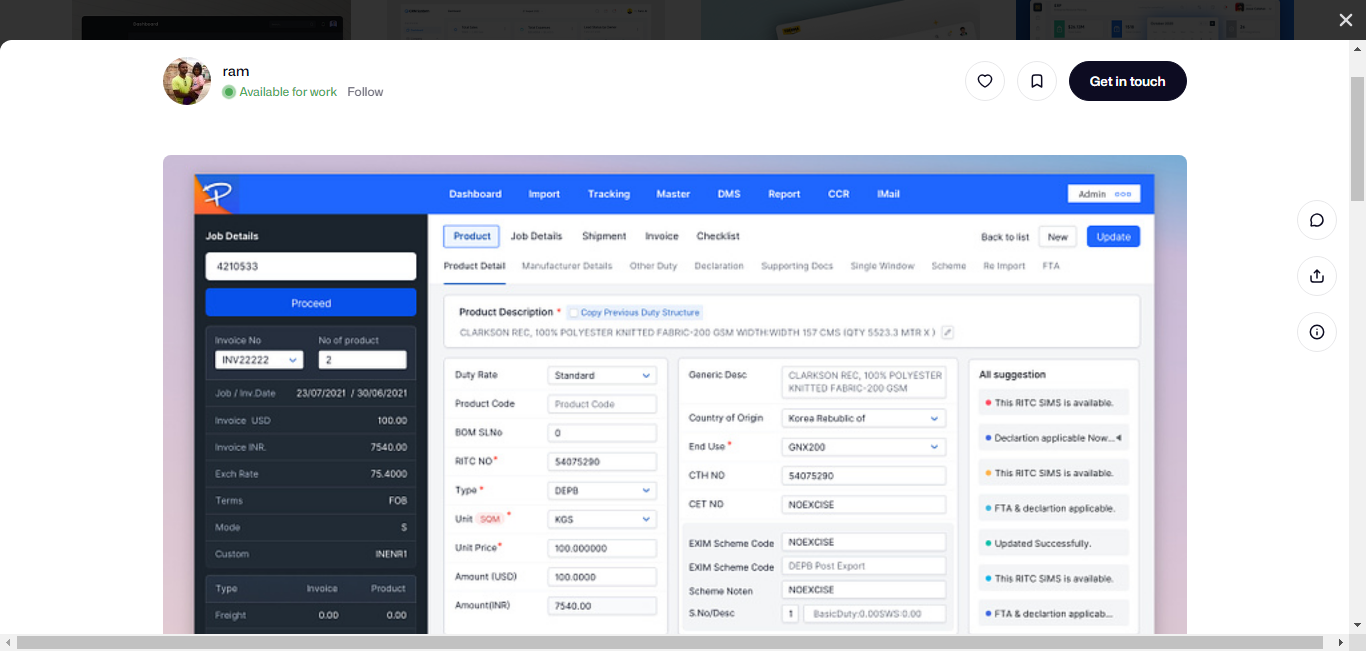 Dashboard
ram
Available for work Follow
Get in touch
Dashboard Import Tracking Master DMS Report CCR IMail
Admin
Job Details
4210533
Proceed
Invoice No No of product
INV22222 2
Job / Inv.Date 23/07/2021 / 30/06/2021
Invoice USD 100.00
Invoice INR. 7540.00
Exch Rate 75.4000
Terms FOB
Mode S
Custom INENR1
Type Invoice Product
Freight 0.00 0.00
Product Job Details Shipment Invoice Checklist
Back to list New Update
Product Detail Manufacturer Details Other Duty Declaration Supporting Docs Single Window Scheme Re Import FTA
Product Description * Copy Previous Duty Structure
CLARKSON REC, 100% POLYESTER KNITTED FABRIC-200 GSM WIDTH:WIDTH 157 CMS (QTY 5523.3 MTR X )
Duty Rate Standard
Product Code Product Code
BOM SLNo 0
RITC NO* 54075290
Type * DEPB
Unit SQM * KGS
Unit Price* 100.000000
Amount (USD) 100.0000
Amount(INR) 7540.00
Generic Desc CLARKSON REC, 100% POLYESTER
KNITTED FABRIC-200 GSM
Country of Origin Korea Rebublic of
End Use * GNX200
CTH NO 54075290
CET NO NOEXCISE
EXIM Scheme Code NOEXCISE
EXIM Scheme Code DEPB Post Export
Scheme Noten NOEXCISE
S.No/Desc 1 BasicDuty:0.00SWS:0.00
All suggestion
This RITC SIMS is available.
Declartion applicable Now...
This RITC SIMS is available.
FTA & declartion applicable.
Updated Successfully.
This RITC SIMS is available.
FTA & declartion applicab...